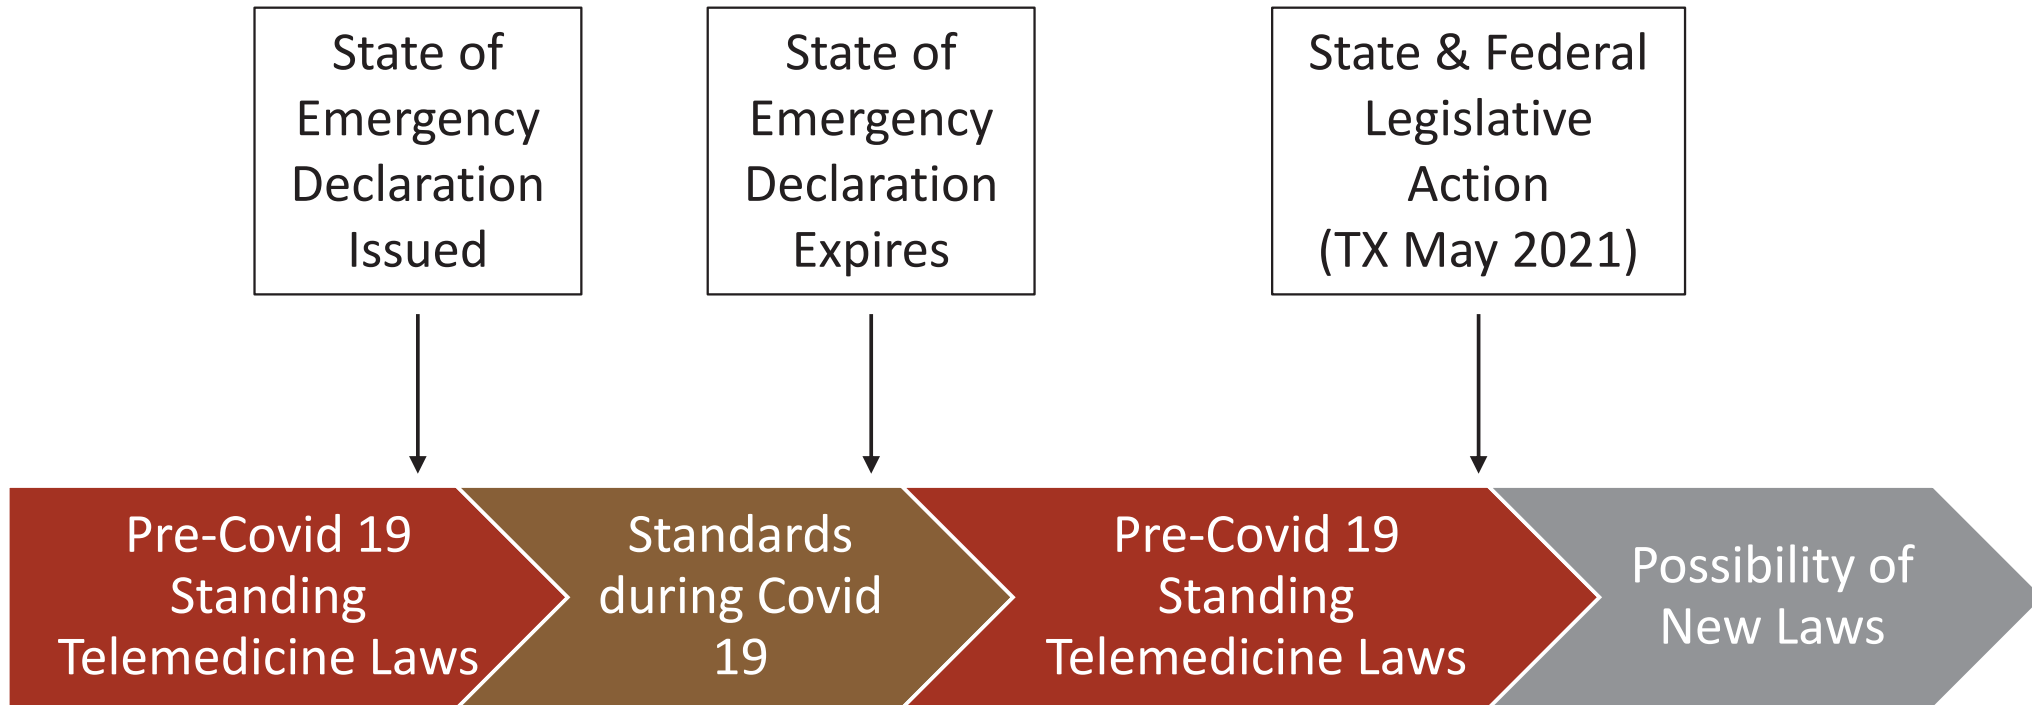 State of
Emergency
Declaration
Issued
State of
Emergency
Declaration
Expires
State & Federal
Legislative
Action
(TX May 2021)
Pre-Covid 19
Standing
Telemedicine Laws
Standards
during Covid
19
Pre-Covid 19
Standing
Telemedicine Laws
Possibility of
New Laws